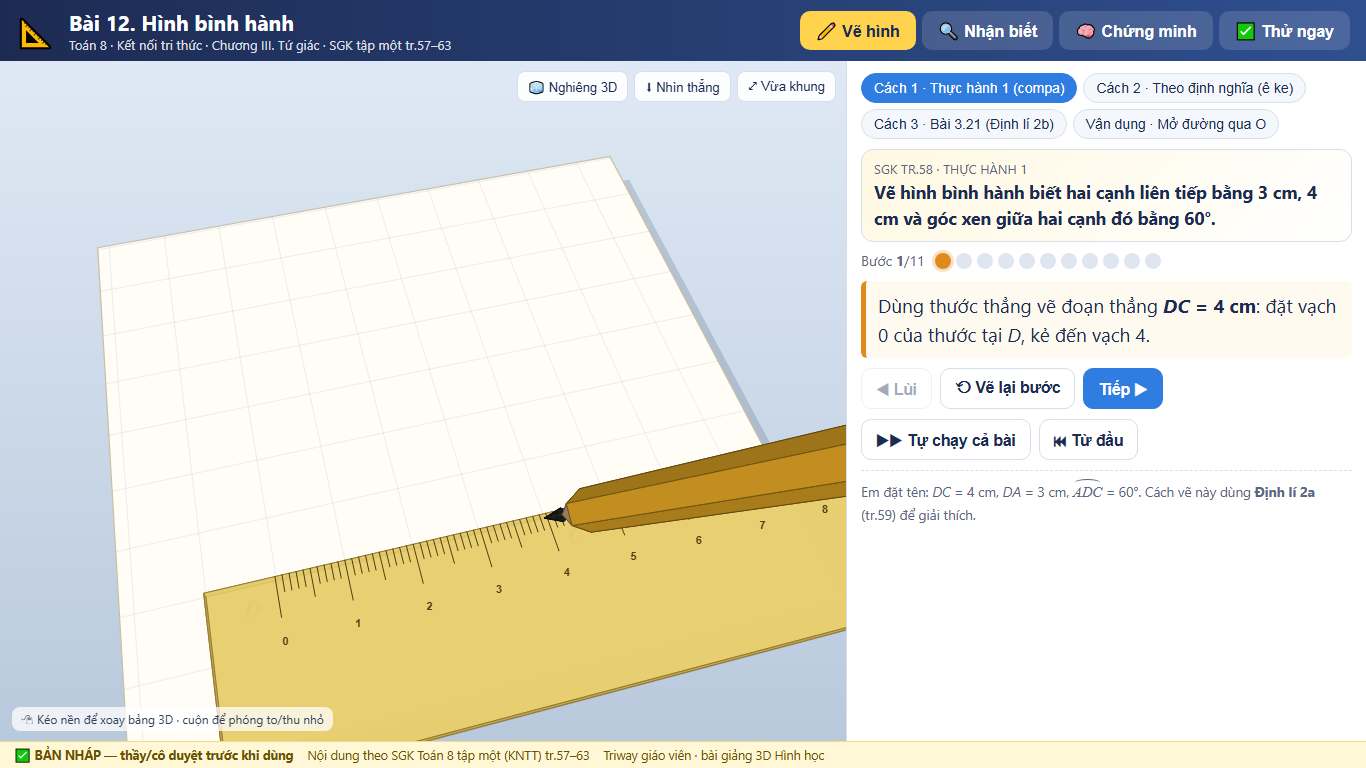 Bài 12. Hình bình hành
Toán 8 · Kết nối tri thức · Chương III. Tứ giác · SGK tập một tr.57–63
Vẽ hình
Nhận biết
Chứng minh
Thử ngay
Nghiêng 3D
Nhìn thẳng
Vừa khung
Cách 1 · Thực hành 1 (compa)
Cách 2 · Theo định nghĩa (ê ke)
Cách 3 · Bài 3.21 (Định lí 2b)
Vận dụng · Mở đường qua O
SGK TR.58 · THỰC HÀNH 1
Vẽ hình bình hành biết hai cạnh liên tiếp bằng 3 cm, 4
cm và góc xen giữa hai cạnh đó bằng 60°.
Bước 1/11
Dùng thước thẳng vẽ đoạn thẳng DC = 4 cm: đặt vạch
0 của thước tại D, kẻ đến vạch 4.
◀ Lùi
Vẽ lại bước
Tiếp ▶
▶▶ Tự chạy cả bài
⏮ Từ đầu
Em đặt tên: DC = 4 cm, DA = 3 cm, ADC = 60°. Cách vẽ này dùng Định lí 2a
(tr.59) để giải thích.
0
1
2
3
4
5
6
7
8
Kéo nền để xoay bảng 3D · cuộn để phóng to/thu nhỏ
BẢN NHÁP — thầy/cô duyệt trước khi dùng
Nội dung theo SGK Toán 8 tập một (KNTT) tr.57–63
Triway giáo viên · bài giảng 3D Hình học